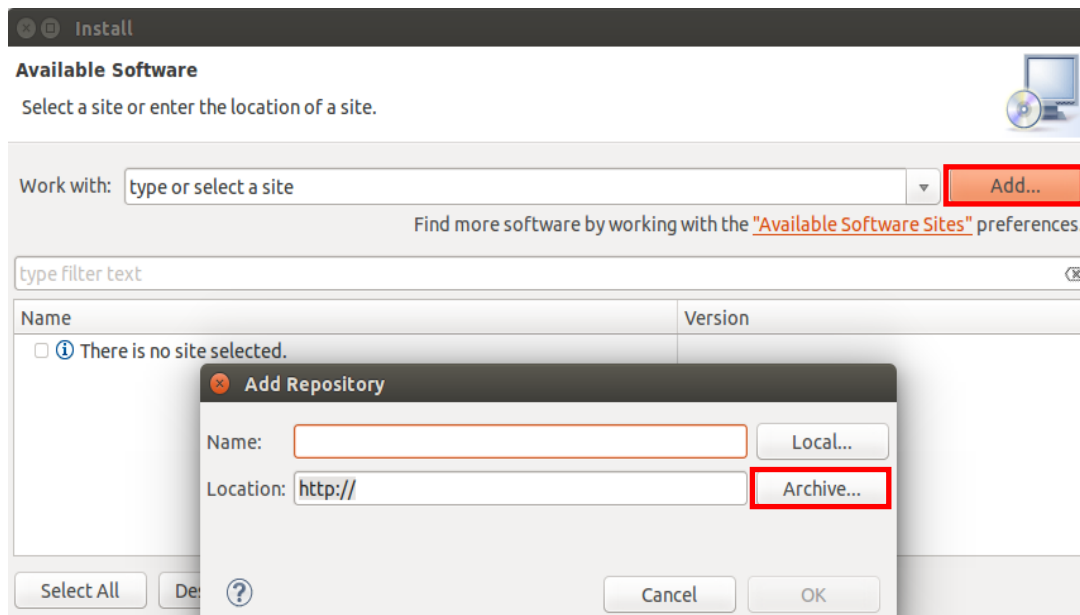 Install
Available Software
Select a site or enter the location of a site.
Work with: type or select a site Add...
Find more software by working with the "Available Software Sites" preferences
type filter text
Name Version
There is no site selected.
Add Repository
Name: Local...
Location: http:// Archive...
Select All Des
Cancel OK